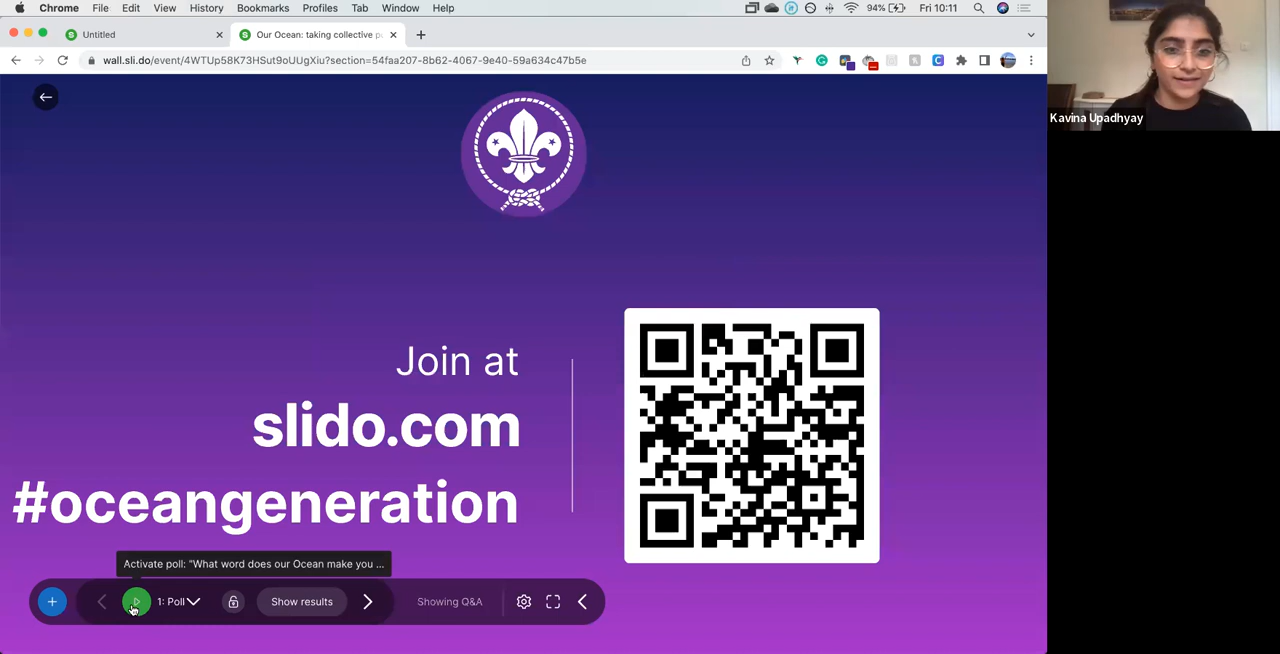 Chrome File Edit View History Bookmarks Profiles Tab Window Help 94% Fri 10:11
Untitled
Our Ocean: taking collective p
wall.sli.do/event/4WTUp58K73HSut9oUUgXiu?section=54faa207-8b62-4067-9e40-59a634c47b5e
Kavina Upadhyay
Join at
slido.com
#oceangeneration
Activate poll: "What word does our Ocean make you ...
1: Poll Show results Showing Q&A